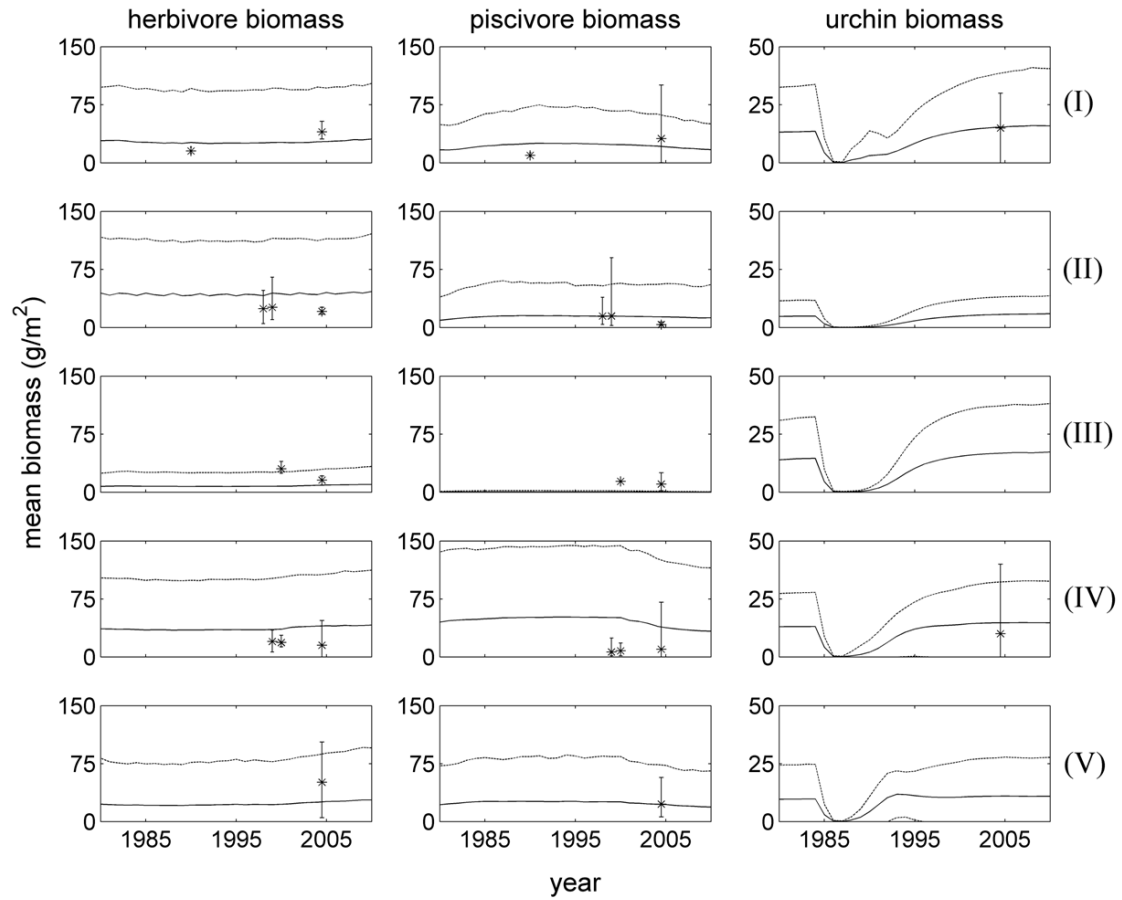 herbivore biomass piscivore biomass urchin biomass
150 150 50
75 75 25 (I)
0 0 0
150 150 50
75 75 25 (II)
0 0 0
mean biomass (g/m²)
150 150 50
75 75 25 (III)
0 0 0
150 150 50
75 75 25 (IV)
0 0 0
150 150 50
75 75 25 (V)
0 0 0
1985 1995 2005 1985 1995 2005 1985 1995 2005
year